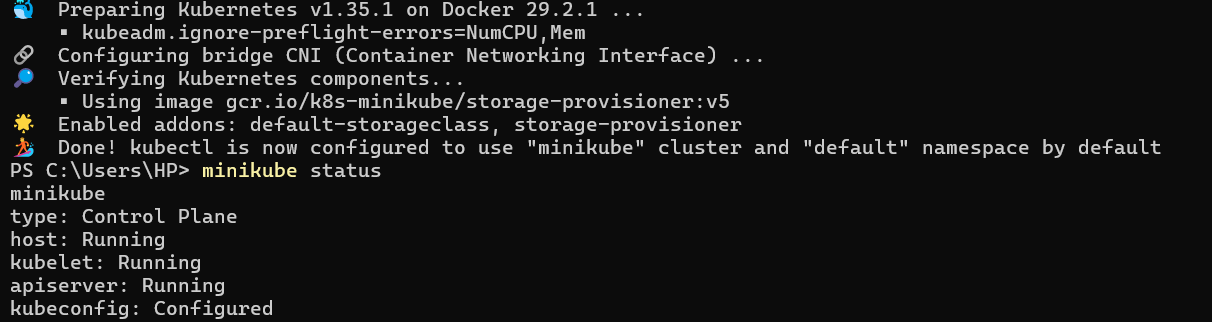 🐳  Preparing Kubernetes v1.35.1 on Docker 29.2.1 ...
    ▪ kubeadm.ignore-preflight-errors=NumCPU,Mem
🔗  Configuring bridge CNI (Container Networking Interface) ...
🔎  Verifying Kubernetes components...
    ▪ Using image gcr.io/k8s-minikube/storage-provisioner:v5
🌟  Enabled addons: default-storageclass, storage-provisioner
🏄  Done! kubectl is now configured to use "minikube" cluster and "default" namespace by default
PS C:\Users\HP> minikube status
minikube
type: Control Plane
host: Running
kubelet: Running
apiserver: Running
kubeconfig: Configured